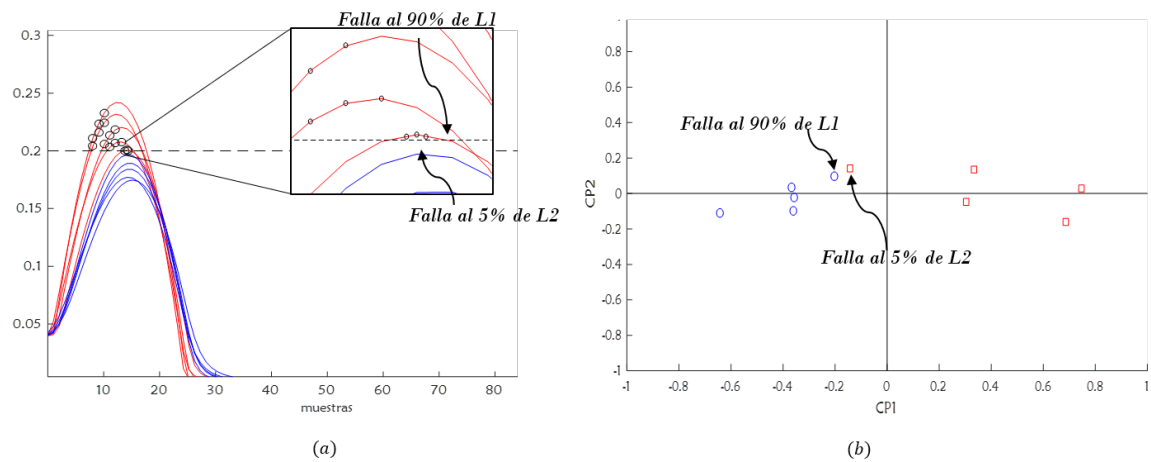 Falla al 90% de L1
0.3
0.25
0.2
0.15
0.1
0.05
Falla al 5% de L2
10 20 30 40 50 60 70 80
muestras
(a)
0.8
0.6
0.4
0.2
0
-0.2
-0.4
-0.6
-0.8
-1
CP2
Falla al 90% de L1
Falla al 5% de L2
-1 -0.8 -0.6 -0.4 -0.2 0 0.2 0.4 0.6 0.8 1
CP1
(b)